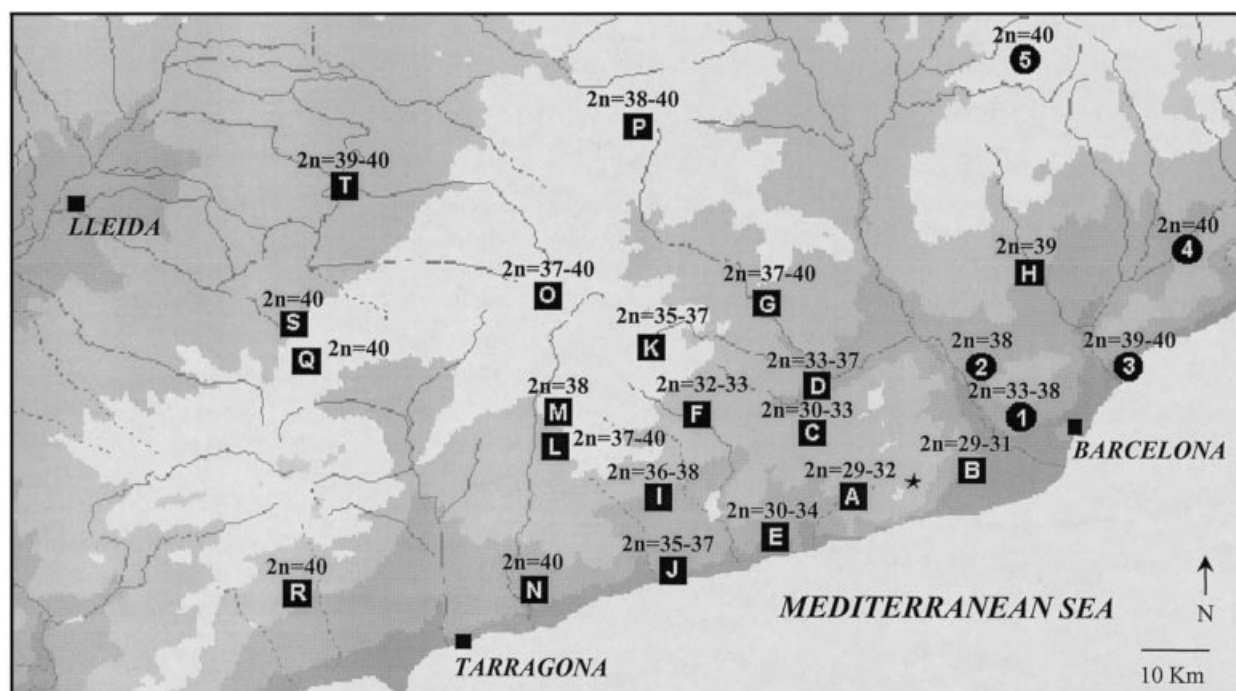 2n=40
5
2n=38-40
P
2n=39-40
T
LLEIDA
2n=40
4
2n=39
H
2n=37-40
O
2n=37-40
G
2n=40
S
2n=35-37
K
Q 2n=40
2n=38
2
2n=39-40
3
2n=33-37
D
2n=38
M
2n=32-33
F
2n=33-38
1
2n=30-33
C
BARCELONA
L 2n=37-40
2n=29-31
B
2n=36-38
I
2n=29-32
A
2n=30-34
E
2n=35-37
J
2n=40
R
2n=40
N
MEDITERRANEAN SEA
N
TARRAGONA
10 Km